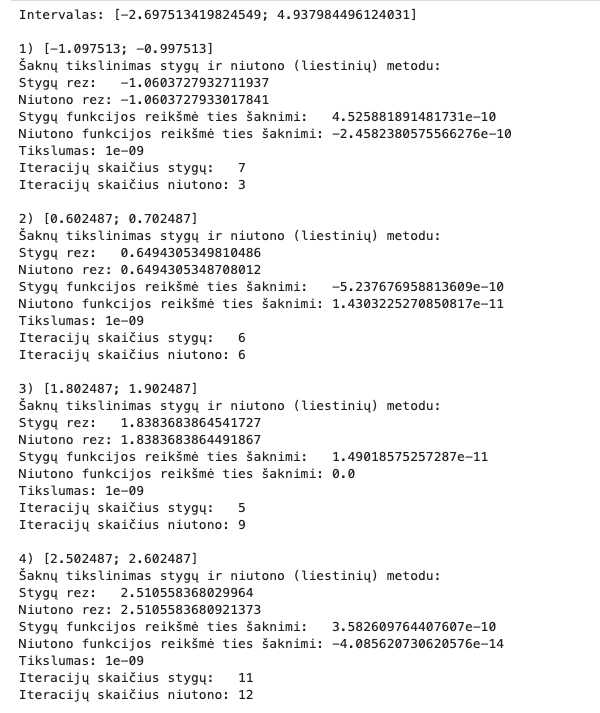 Intervalas: [-2.697513419824549; 4.937984496124031]
1) [-1.097513; -0.997513]
Šaknų tikslinimas stygų ir niutono (liestinių) metodu:
Stygų rez: -1.0603727932711937
Niutono rez: -1.0603727933017841
Stygų funkcijos reikšmė ties šaknimi: 4.525881891481731e-10
Niutono funkcijos reikšmė ties šaknimi: -2.4582380575566276e-10
Tikslumas: 1e-09
Iteracijų skaičius stygų: 7
Iteracijų skaičius niutono: 3
2) [0.602487; 0.702487]
Šaknų tikslinimas stygų ir niutono (liestinių) metodu:
Stygų rez: 0.6494305349810486
Niutono rez: 0.6494305348708012
Stygų funkcijos reikšmė ties šaknimi: -5.237676958813609e-10
Niutono funkcijos reikšmė ties šaknimi: 1.4303225270850817e-11
Tikslumas: 1e-09
Iteracijų skaičius stygų: 6
Iteracijų skaičius niutono: 6
3) [1.802487; 1.902487]
Šaknų tikslinimas stygų ir niutono (liestinių) metodu:
Stygų rez: 1.8383683864541727
Niutono rez: 1.8383683864491867
Stygų funkcijos reikšmė ties šaknimi: 1.49018575257287e-11
Niutono funkcijos reikšmė ties šaknimi: 0.0
Tikslumas: 1e-09
Iteracijų skaičius stygų: 5
Iteracijų skaičius niutono: 9
4) [2.502487; 2.602487]
Šaknų tikslinimas stygų ir niutono (liestinių) metodu:
Stygų rez: 2.510558368029964
Niutono rez: 2.5105583680921373
Stygų funkcijos reikšmė ties šaknimi: 3.582609764407607e-10
Niutono funkcijos reikšmė ties šaknimi: -4.085620730620576e-14
Tikslumas: 1e-09
Iteracijų skaičius stygų: 11
Iteracijų skaičius niutono: 12